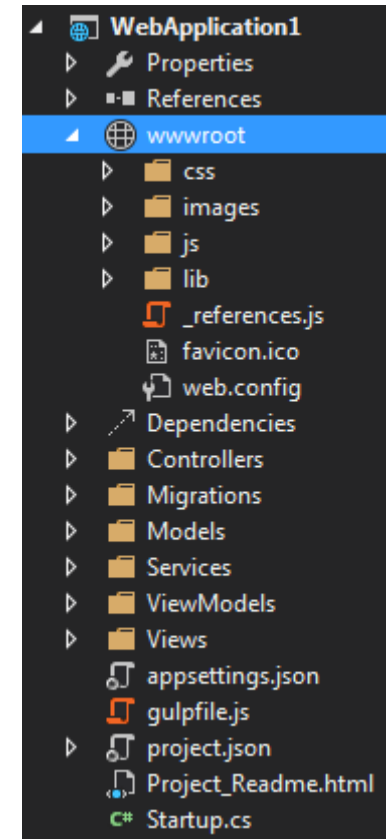 WebApplication1
Properties
References
wwwroot
css
images
js
lib
_references.js
favicon.ico
web.config
Dependencies
Controllers
Migrations
Models
Services
ViewModels
Views
appsettings.json
gulpfile.js
project.json
Project_Readme.html
C# Startup.cs